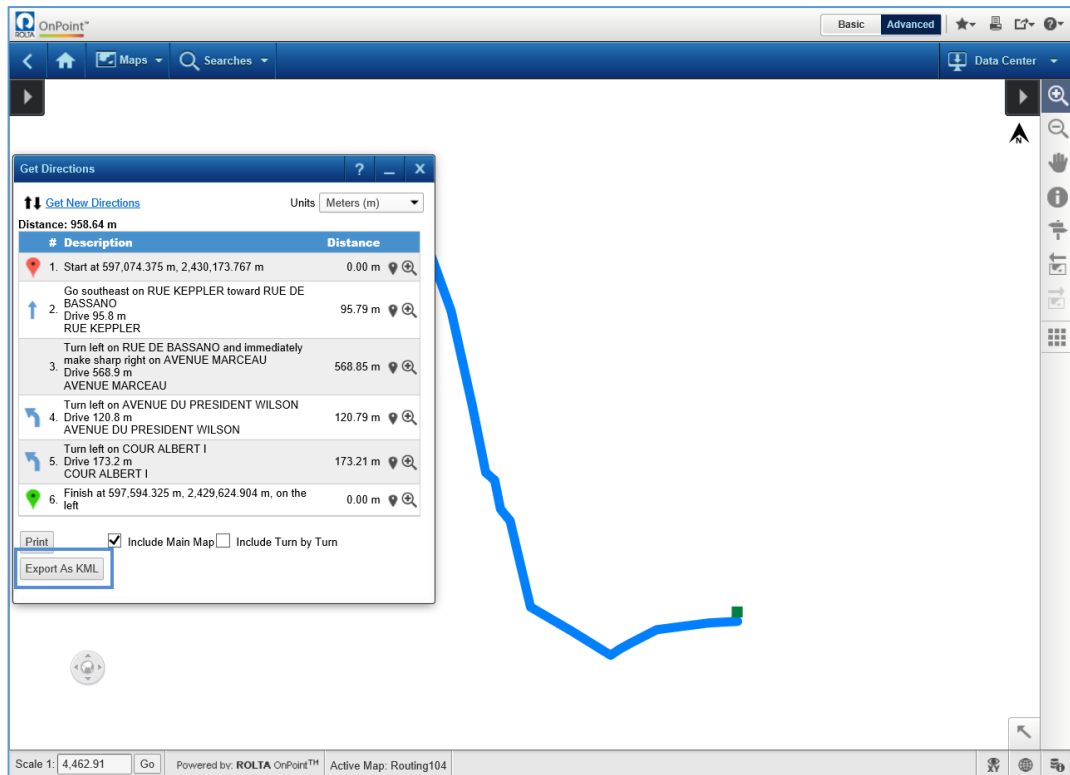 ROLTA OnPoint™
Basic Advanced
Maps Searches Data Center
N
Get Directions ? _ X
Get New Directions Units Meters (m)
Distance: 958.64 m
# Description Distance
1. Start at 597,074.375 m, 2,430,173.767 m 0.00 m
2. Go southeast on RUE KEPPLER toward RUE DE
BASSANO
Drive 95.8 m
RUE KEPPLER
95.79 m
3. Turn left on RUE DE BASSANO and immediately
make sharp right on AVENUE MARCEAU
Drive 568.9 m
AVENUE MARCEAU
568.85 m
4. Turn left on AVENUE DU PRESIDENT WILSON
Drive 120.8 m
AVENUE DU PRESIDENT WILSON
120.79 m
5. Turn left on COUR ALBERT I
Drive 173.2 m
COUR ALBERT I
173.21 m
6. Finish at 597,594.325 m, 2,429,624.904 m, on the
left
0.00 m
Print Include Main Map Include Turn by Turn
Export As KML
Scale 1: 4,462.91 Go Powered by: ROLTA OnPoint™ Active Map: Routing104 XY